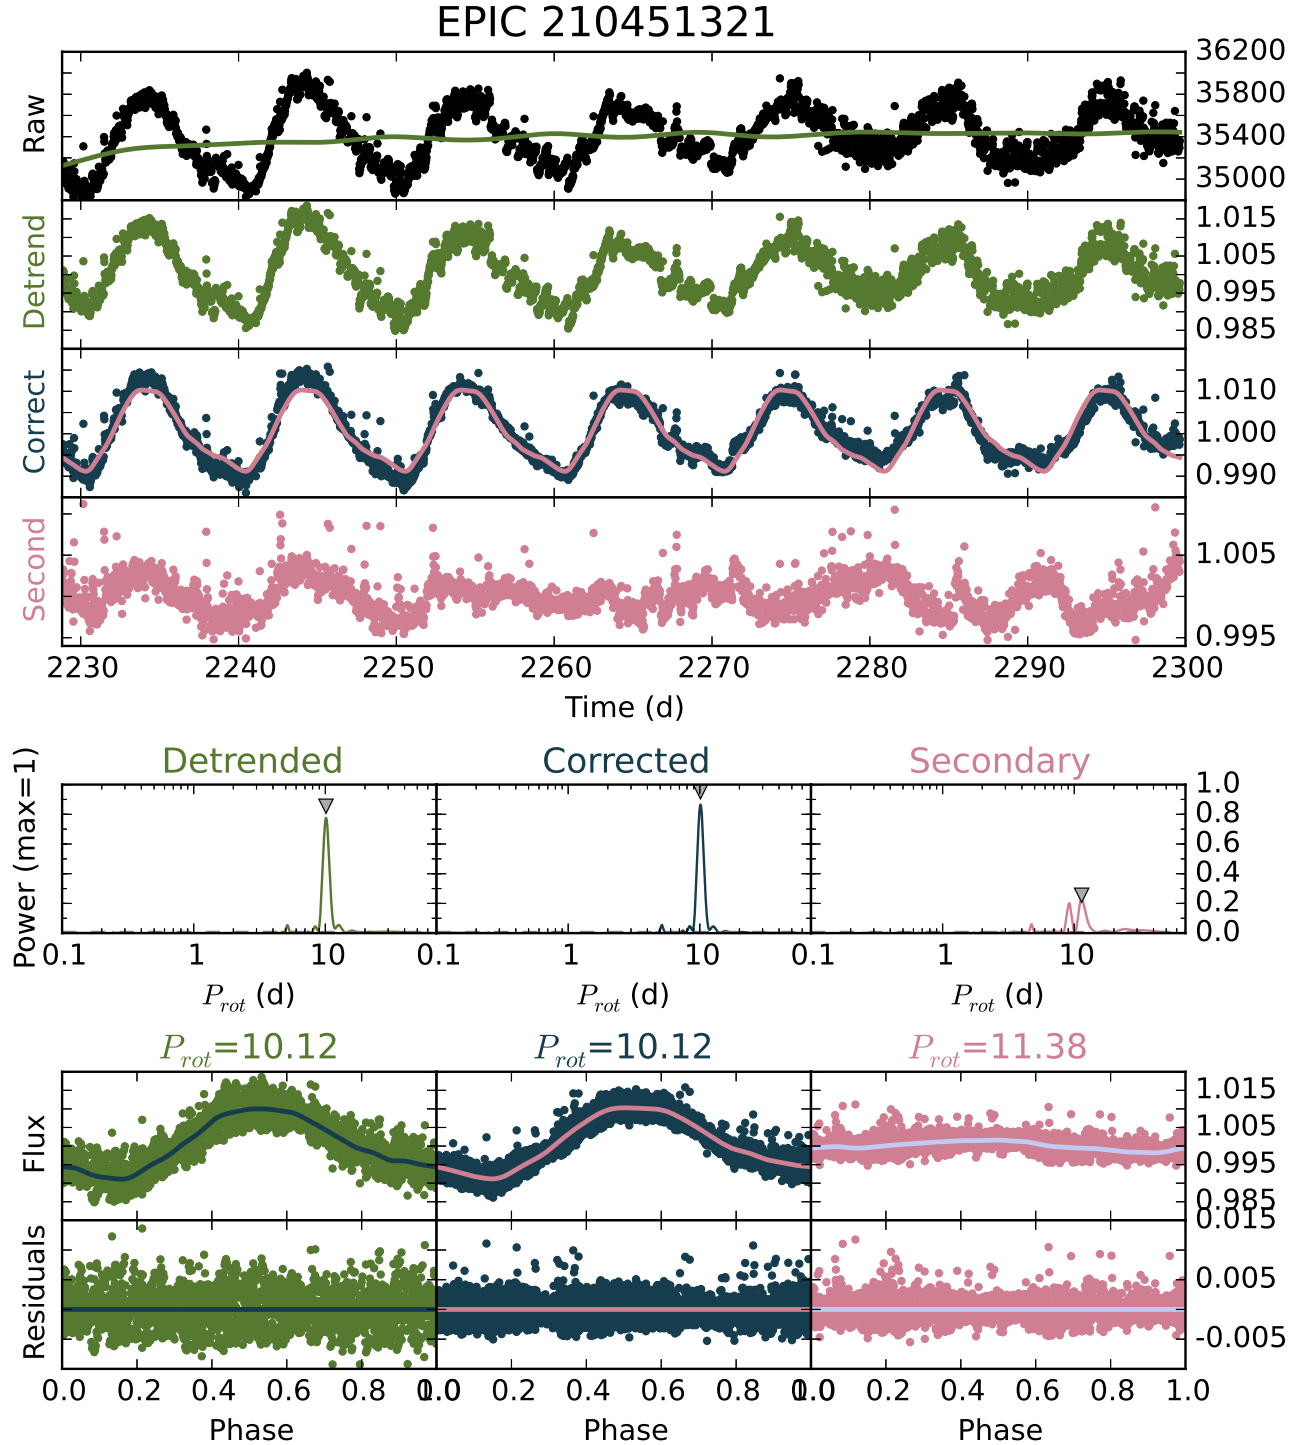 EPIC 210451321
Raw
36200
35800
35400
35000
Detrend
1.015
1.005
0.995
0.985
Correct
1.010
1.000
0.990
Second
1.005
0.995
2230 2240 2250 2260 2270 2280 2290 2300
Time (d)
Detrended Corrected Secondary
Power (max=1)
1.0
0.8
0.6
0.4
0.2
0.0
0.1 1 10 0.1 1 10 0.1 1 10
P_rot (d) P_rot (d) P_rot (d)
P_rot=10.12 P_rot=10.12 P_rot=11.38
Flux
1.015
1.005
0.995
0.985
Residuals
0.015
0.005
-0.005
0.0 0.2 0.4 0.6 0.8 1.0 0.0 0.2 0.4 0.6 0.8 1.0 0.0 0.2 0.4 0.6 0.8 1.0
Phase Phase Phase